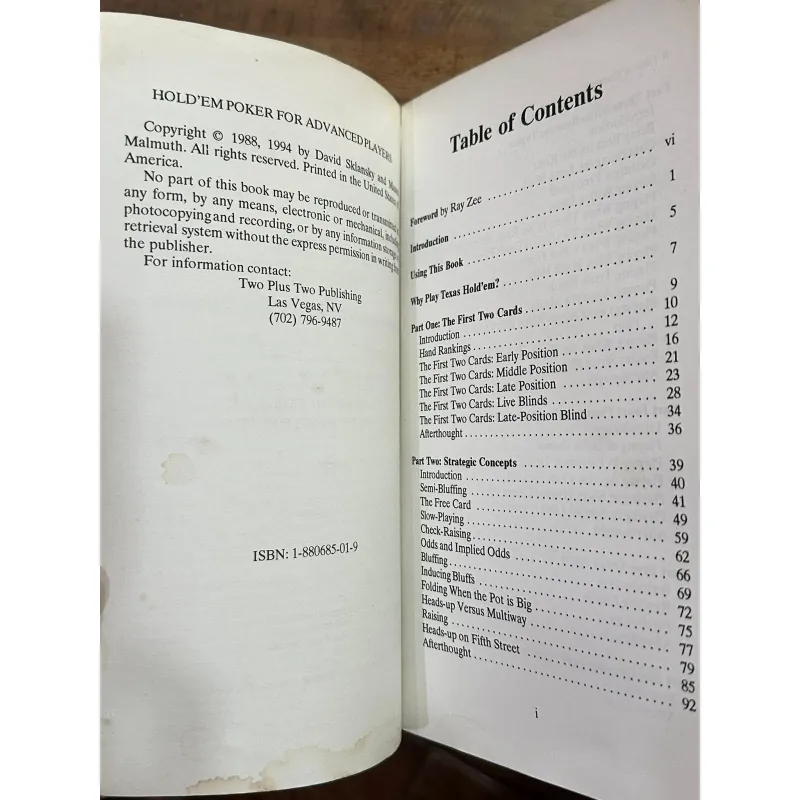 HOLD'EM POKER FOR ADVANCED PLAYERS
Copyright © 1988, 1994 by David Sklansky and
Malmuth. All rights reserved. Printed in the United States
America.
No part of this book may be reproduced or transmitted
any form, by any means, electronic or mechanical, including
photocopying and recording, or by any information storage
retrieval system without the express permission in writing from
the publisher.
For information contact:
Two Plus Two Publishing
Las Vegas, NV
(702) 796-9487
ISBN: 1-880685-01-9
Table of Contents
Foreword by Ray Zee . . . . . . . . . . vi
Introduction . . . . . . . . . . 1
Using This Book . . . . . . . . . . 5
Why Play Texas Hold'em? . . . . . . . . . . 7
Part One: The First Two Cards . . . . . . . . . . 9
Introduction . . . . . . . . . . 10
Hand Rankings . . . . . . . . . . 12
The First Two Cards: Early Position . . . . . . . . . . 16
The First Two Cards: Middle Position . . . . . . . . . . 21
The First Two Cards: Late Position . . . . . . . . . . 23
The First Two Cards: Live Blinds . . . . . . . . . . 28
The First Two Cards: Late-Position Blind . . . . . . . . . . 34
Afterthought . . . . . . . . . . 36
Part Two: Strategic Concepts . . . . . . . . . . 39
Introduction . . . . . . . . . . 40
Semi-Bluffing . . . . . . . . . . 41
The Free Card . . . . . . . . . . 49
Slow-Playing . . . . . . . . . . 59
Check-Raising . . . . . . . . . . 62
Odds and Implied Odds . . . . . . . . . . 66
Bluffing . . . . . . . . . . 69
Inducing Bluffs . . . . . . . . . . 72
Folding When the Pot is Big . . . . . . . . . . 75
Heads-up Versus Multiway . . . . . . . . . . 77
Raising . . . . . . . . . . 79
Heads-up on Fifth Street . . . . . . . . . . 85
Afterthought . . . . . . . . . . 92
i